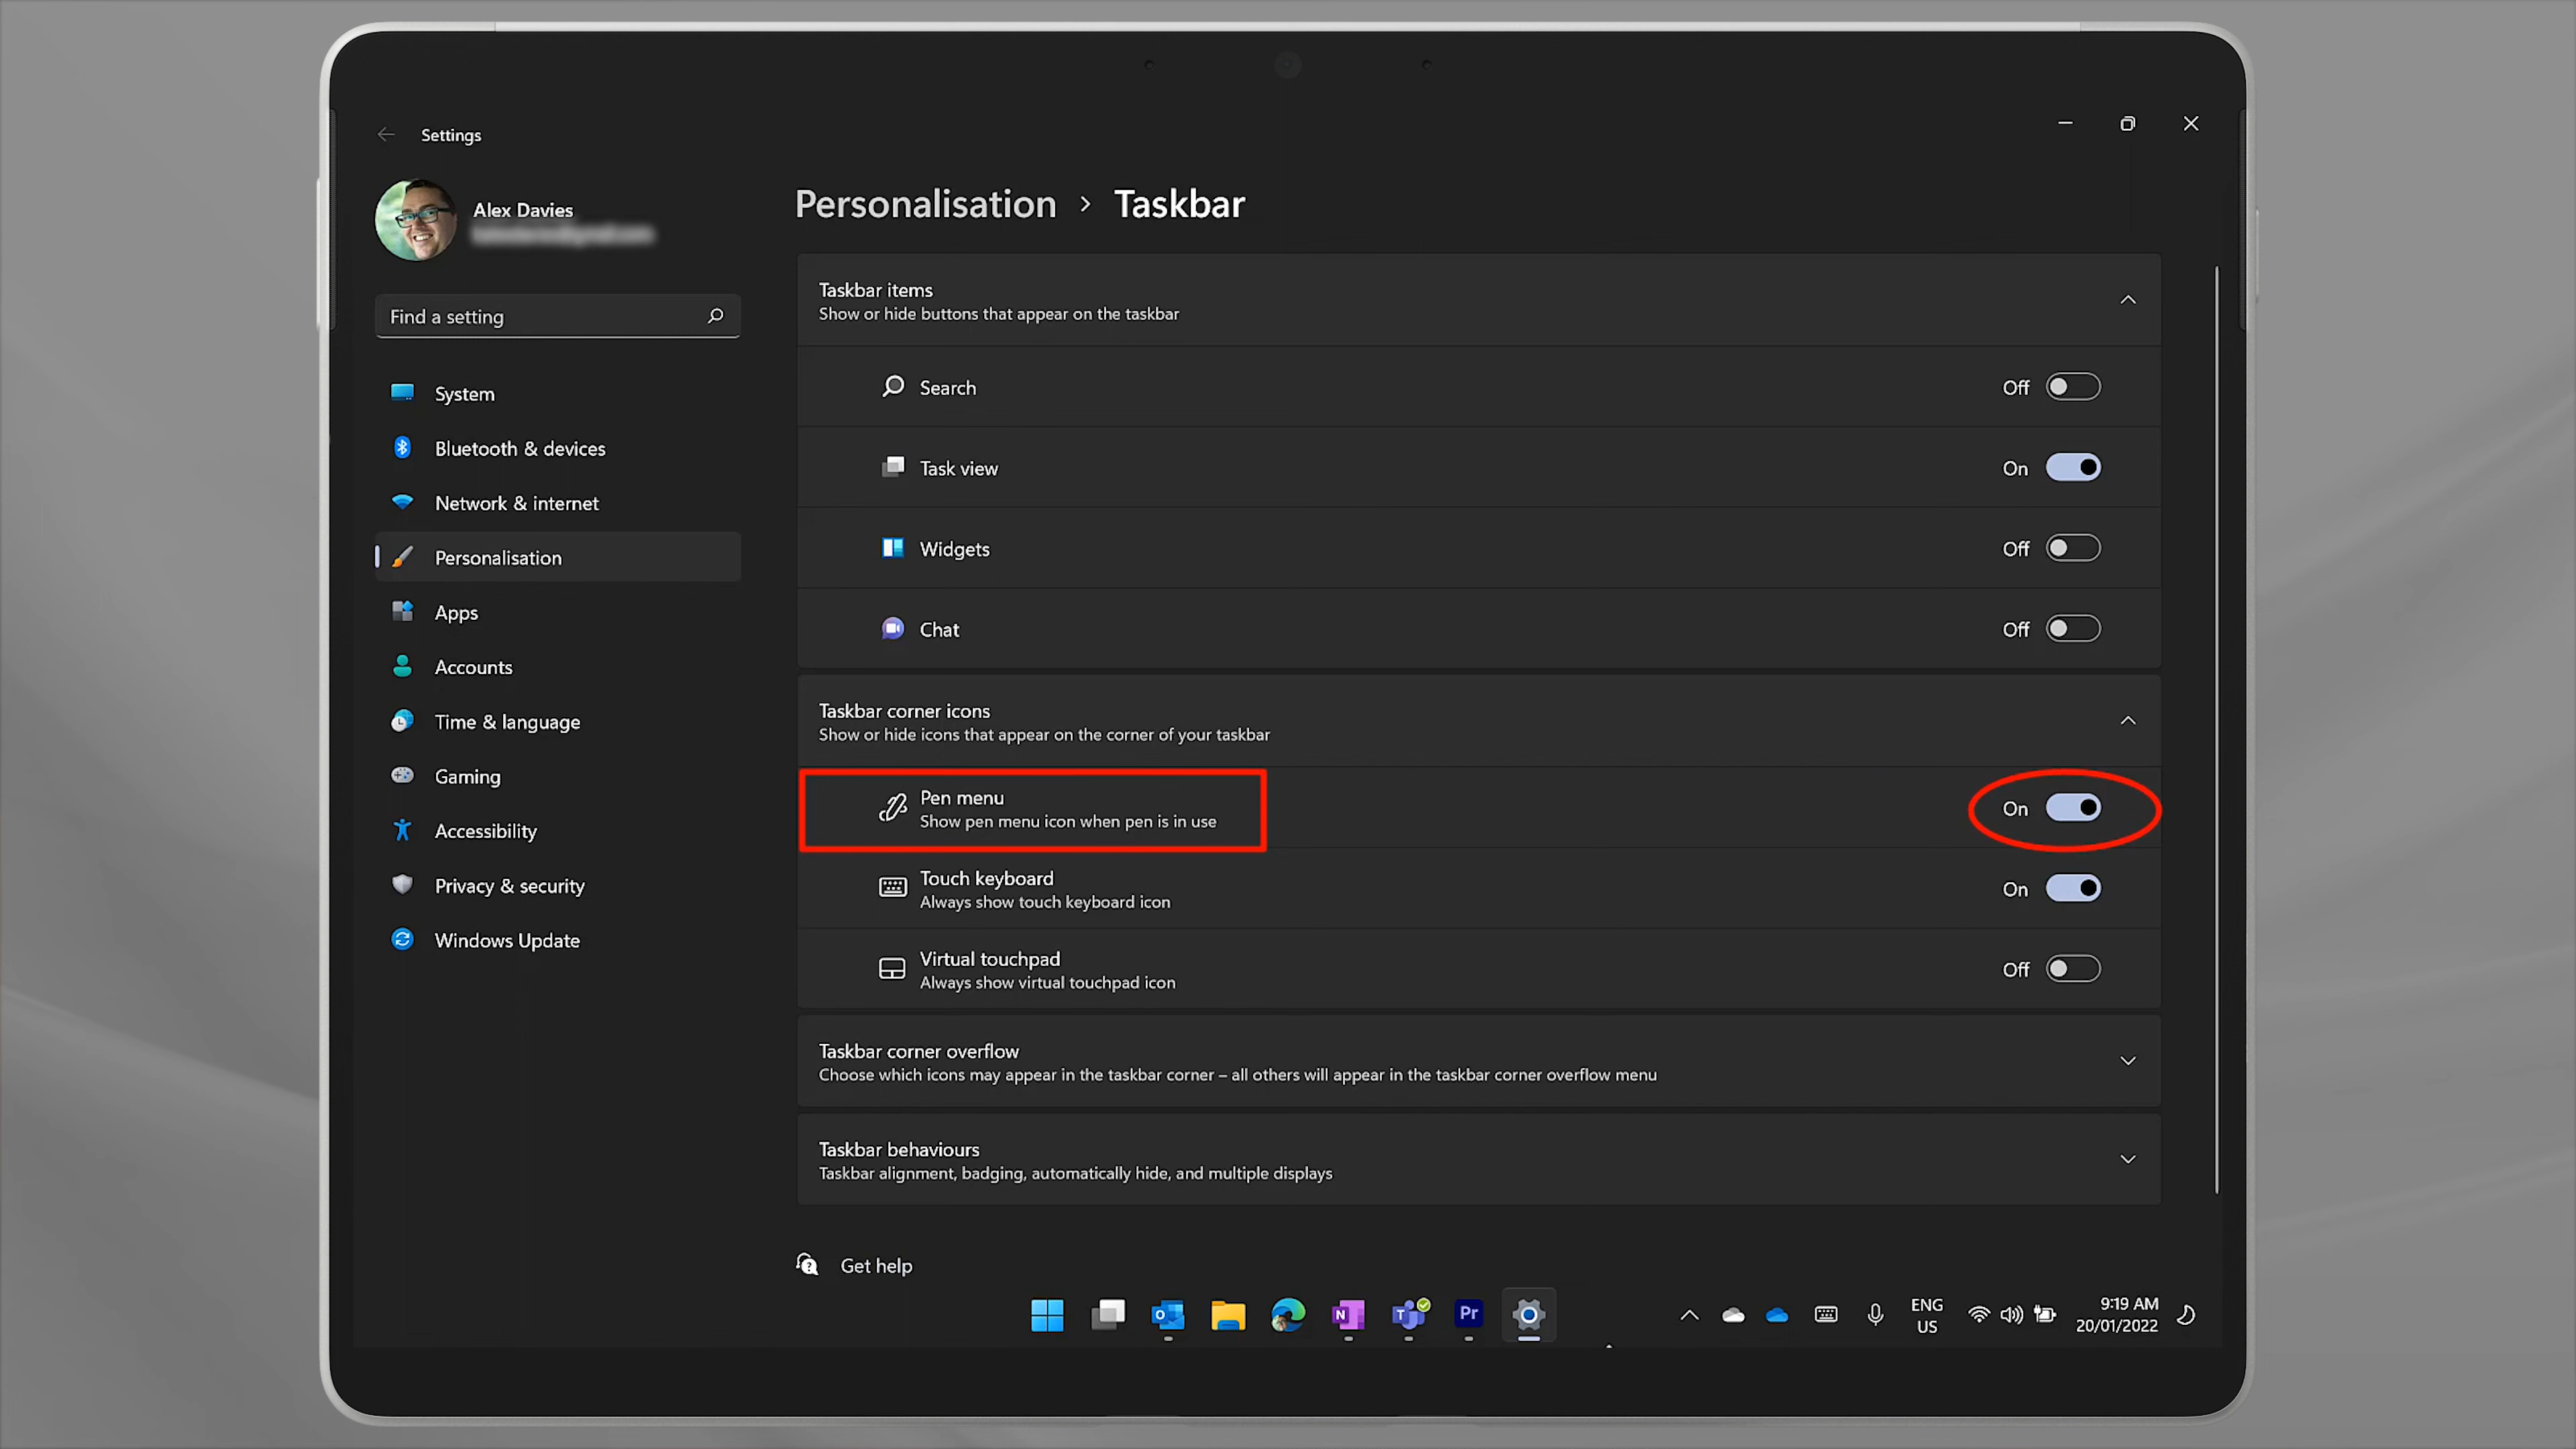 Settings
Alex Davies
Find a setting
System
Bluetooth & devices
Network & internet
Personalisation
Apps
Accounts
Time & language
Gaming
Accessibility
Privacy & security
Windows Update
Personalisation > Taskbar
Taskbar items
Show or hide buttons that appear on the taskbar
Search
Off
Task view
On
Widgets
Off
Chat
Off
Taskbar corner icons
Show or hide icons that appear on the corner of your taskbar
Pen menu
Show pen menu icon when pen is in use
On
Touch keyboard
Always show touch keyboard icon
On
Virtual touchpad
Always show virtual touchpad icon
Off
Taskbar corner overflow
Choose which icons may appear in the taskbar corner – all others will appear in the taskbar corner overflow menu
Taskbar behaviours
Taskbar alignment, badging, automatically hide, and multiple displays
Get help
Pr
ENG
US
9:19 AM
20/01/2022